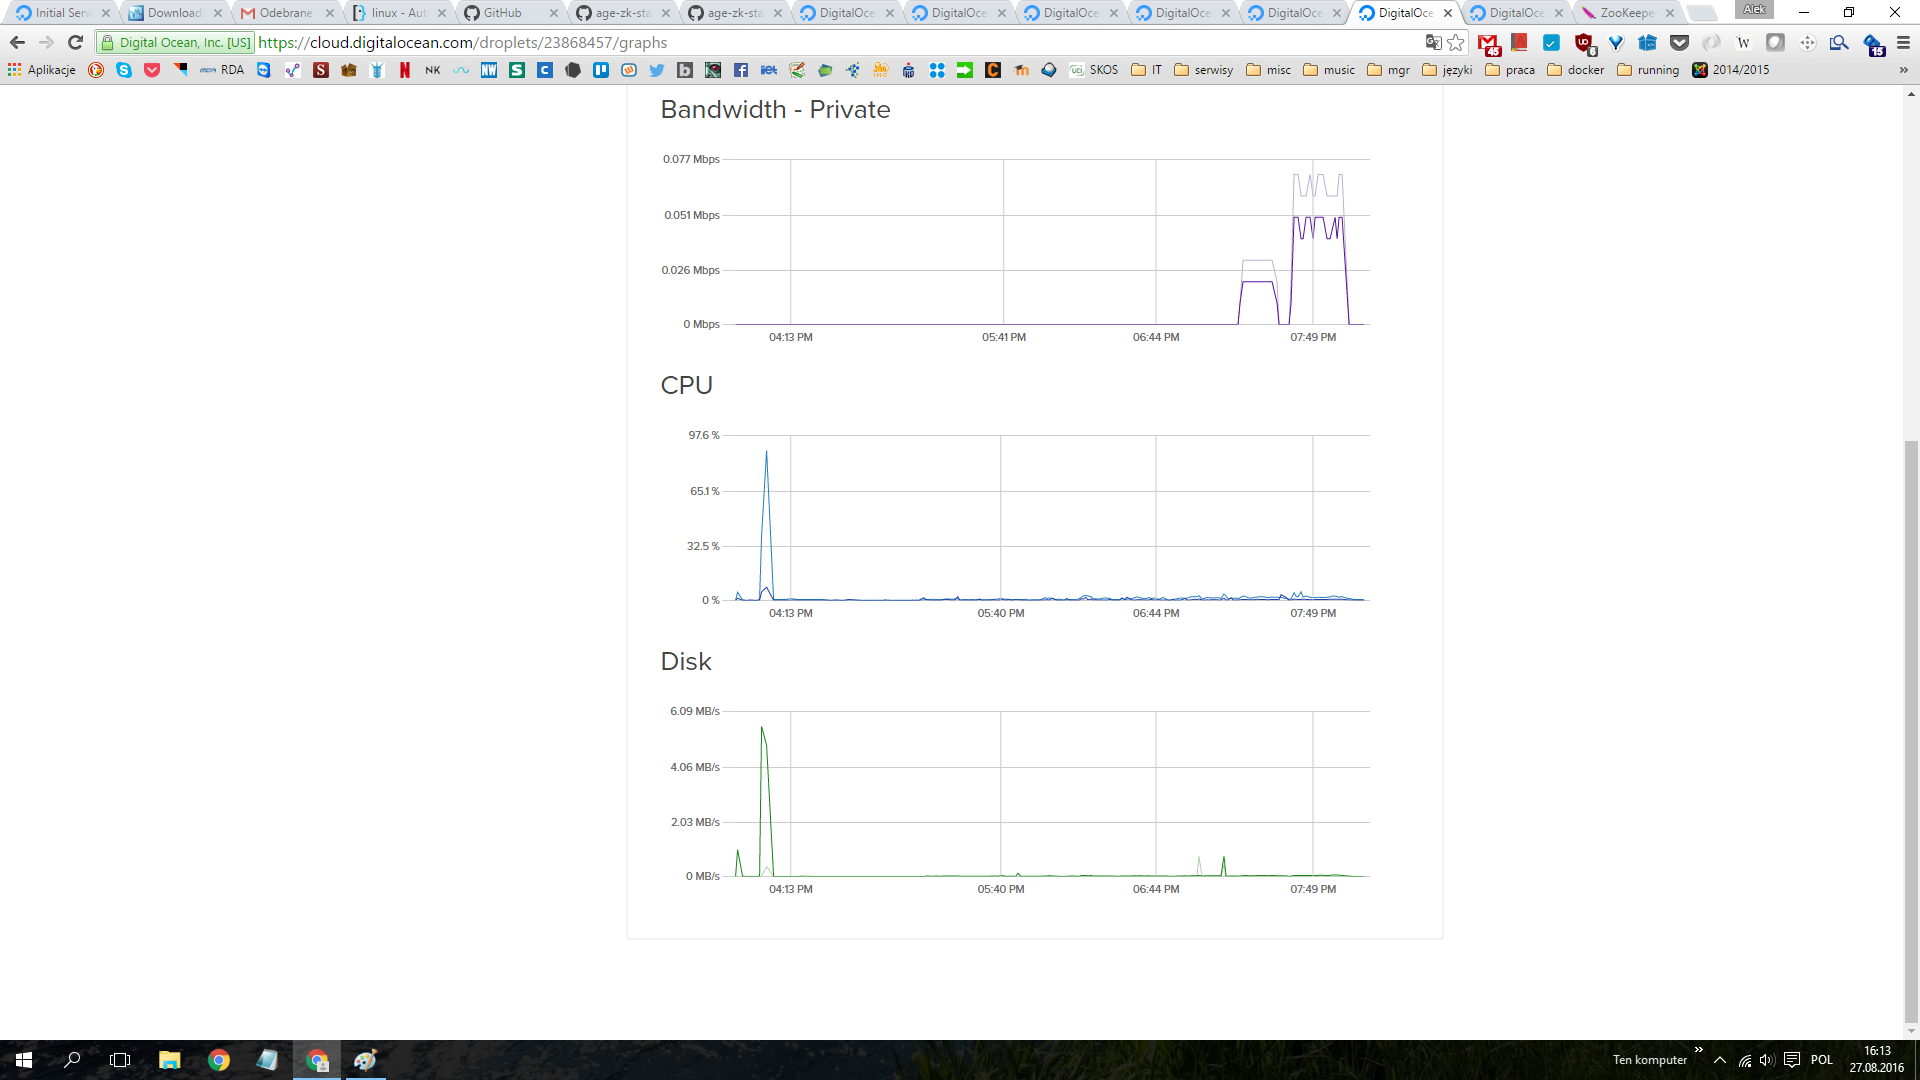 Initial Serv
Download
Odebrane
linux - Aut
GitHub
age-zk-sta
age-zk-sta
DigitalOce
DigitalOce
DigitalOce
DigitalOce
DigitalOce
DigitalOce
DigitalOce
ZooKeepe
Alek
Digital Ocean, Inc. [US]
https://cloud.digitalocean.com/droplets/23868457/graphs
45
6
W
15
Aplikacje
RDA
NK
NW
SKOS
IT
serwisy
misc
music
mgr
języki
praca
docker
running
2014/2015
Bandwidth - Private
0.077 Mbps
0.051 Mbps
0.026 Mbps
0 Mbps
04:13 PM 05:41 PM 06:44 PM 07:49 PM
CPU
97.6 %
65.1 %
32.5 %
0 %
04:13 PM 05:40 PM 06:44 PM 07:49 PM
Disk
6.09 MB/s
4.06 MB/s
2.03 MB/s
0 MB/s
04:13 PM 05:40 PM 06:44 PM 07:49 PM
Ten komputer
POL
16:13
27.08.2016